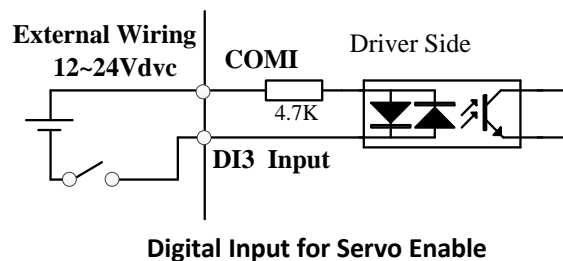 External Wiring
12~24Vdvc
COMI
Driver Side
4.7K
DI3 Input
Digital Input for Servo Enable